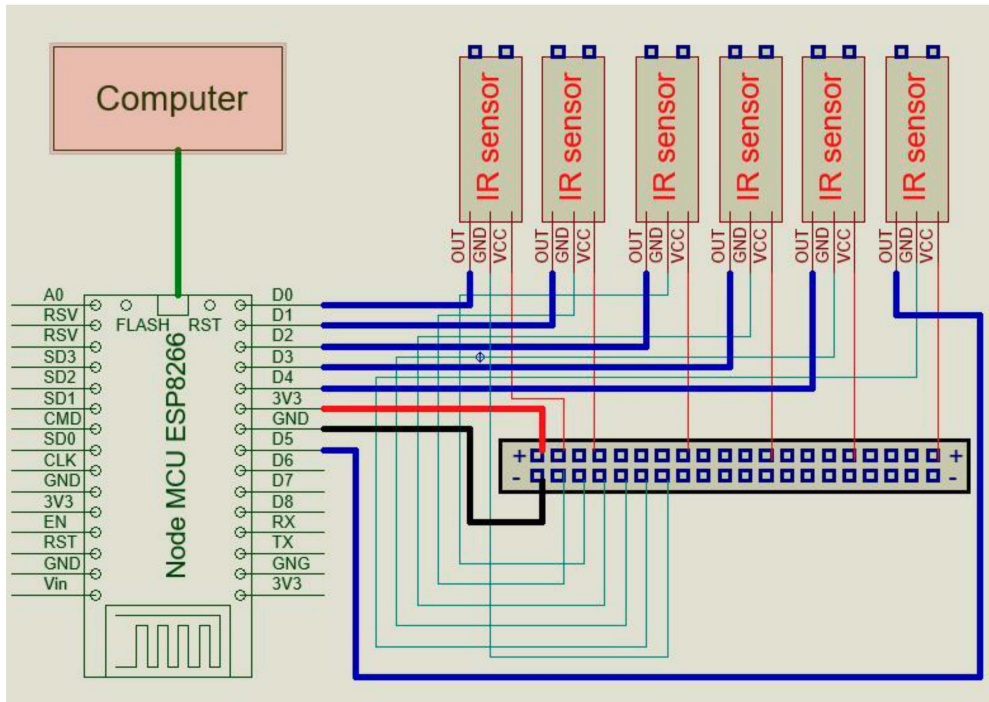 Computer
IR sensor
IR sensor
IR sensor
IR sensor
IR sensor
IR sensor
OUT
GND
VCC
OUT
GND
VCC
OUT
GND
VCC
OUT
GND
VCC
OUT
GND
VCC
OUT
GND
VCC
A0
RSV
RSV
SD3
SD2
SD1
CMD
SD0
CLK
GND
3V3
EN
RST
GND
Vin
FLASH RST
Node MCU ESP8266
D0
D1
D2
D3
D4
3V3
GND
D5
D6
D7
D8
RX
TX
GNG
3V3
+ +
- -